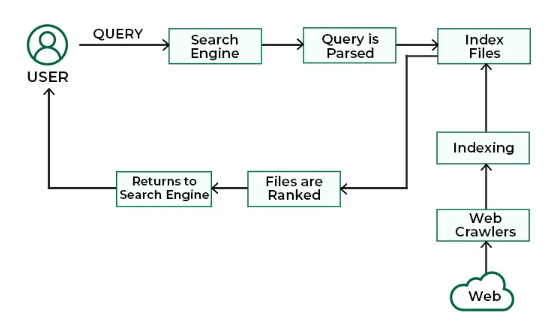 QUERY
USER
Search
Engine
Query is
Parsed
Index
Files
Indexing
Returns to
Search Engine
Files are
Ranked
Web
Crawlers
Web